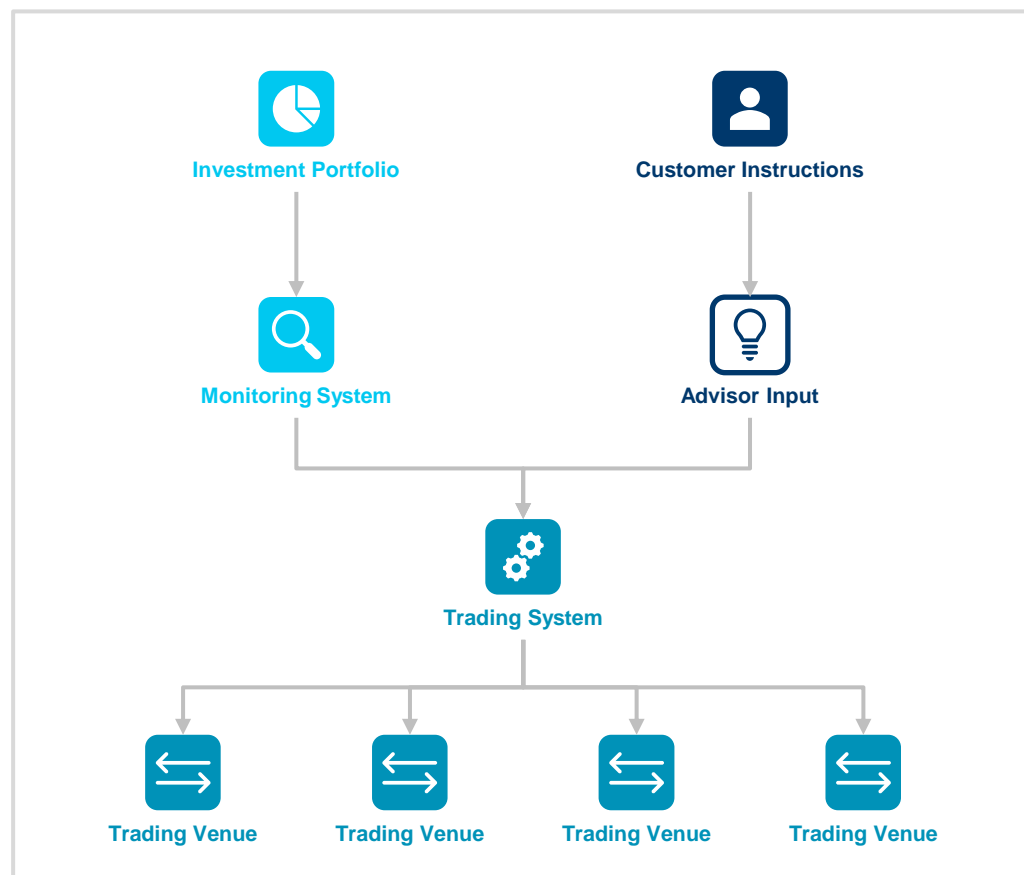 Investment Portfolio
Customer Instructions
Monitoring System
Advisor Input
Trading System
Trading Venue
Trading Venue
Trading Venue
Trading Venue